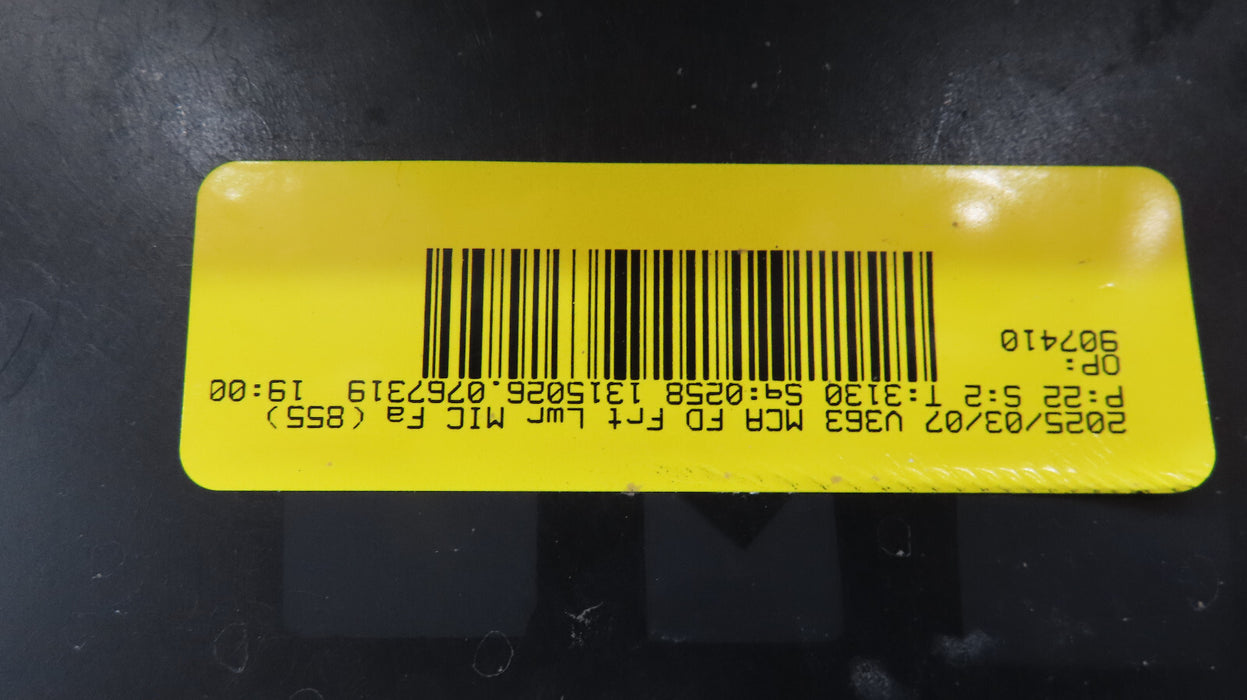 2025/03/07 V363 MCA FD Frt Lwr MIC Fa (855)
P:22 S:2 T:3130 Sq:0258 1315026.0767319 19:00
OP:
907410